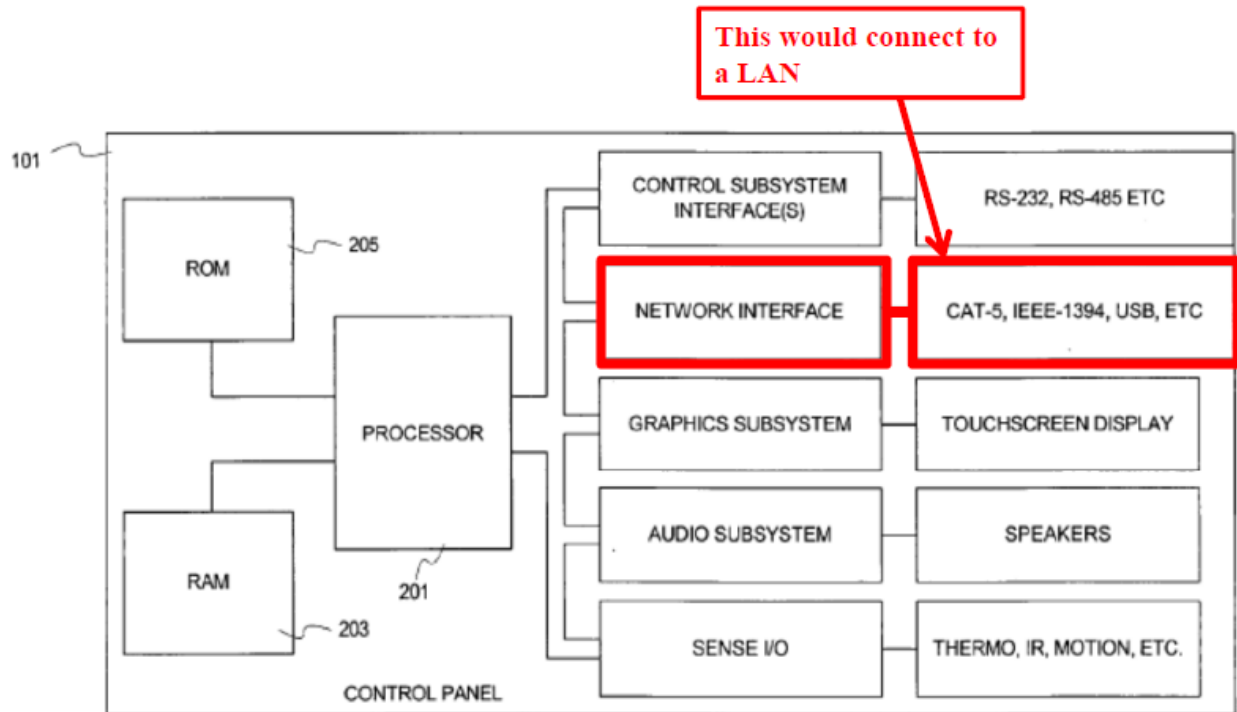 This would connect to
a LAN
101
ROM
205
PROCESSOR
201
RAM
203
CONTROL PANEL
CONTROL SUBSYSTEM
INTERFACE(S)
RS-232, RS-485 ETC
NETWORK INTERFACE
CAT-5, IEEE-1394, USB, ETC
GRAPHICS SUBSYSTEM
TOUCHSCREEN DISPLAY
AUDIO SUBSYSTEM
SPEAKERS
SENSE I/O
THERMO, IR, MOTION, ETC.